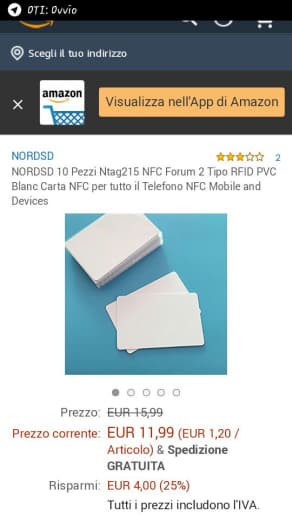 OTI: Ovvio
Scegli il tuo indirizzo
amazon
Visualizza nell'App di Amazon
NORDSD
2
NORDSD 10 Pezzi Ntag215 NFC Forum 2 Tipo RFID PVC
Blanc Carta NFC per tutto il Telefono NFC Mobile and
Devices
Prezzo: EUR 15,99
Prezzo corrente: EUR 11,99 (EUR 1,20 /
Articolo) & Spedizione
GRATUITA
Risparmi: EUR 4,00 (25%)
Tutti i prezzi includono l'IVA.